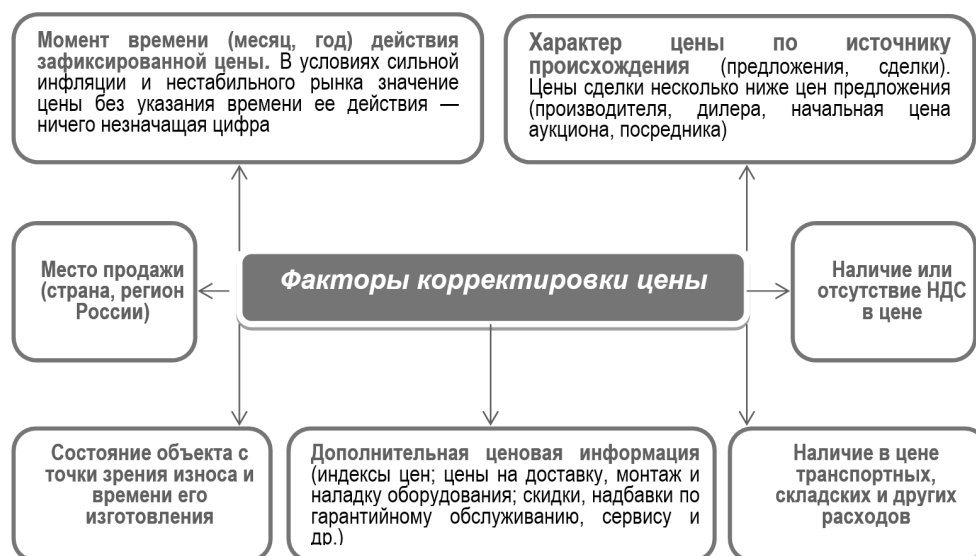 Момент времени (месяц, год) действия
зафиксированной цены. В условиях сильной
инфляции и нестабильного рынка значение
цены без указания времени ее действия —
ничего незначащая цифра
Характер цены по источнику
происхождения (предложения, сделки).
Цены сделки несколько ниже цен предложения
(производителя, дилера, начальная цена
аукциона, посредника)
Место продажи
(страна, регион
России)
Факторы корректировки цены
Наличие или
отсутствие НДС
в цене
Состояние объекта с
точки зрения износа и
времени его
изготовления
Дополнительная ценовая информация
(индексы цен; цены на доставку, монтаж и
наладку оборудования; скидки, надбавки по
гарантийному обслуживанию, сервису и
др.)
Наличие в цене
транспортных,
складских и других
расходов